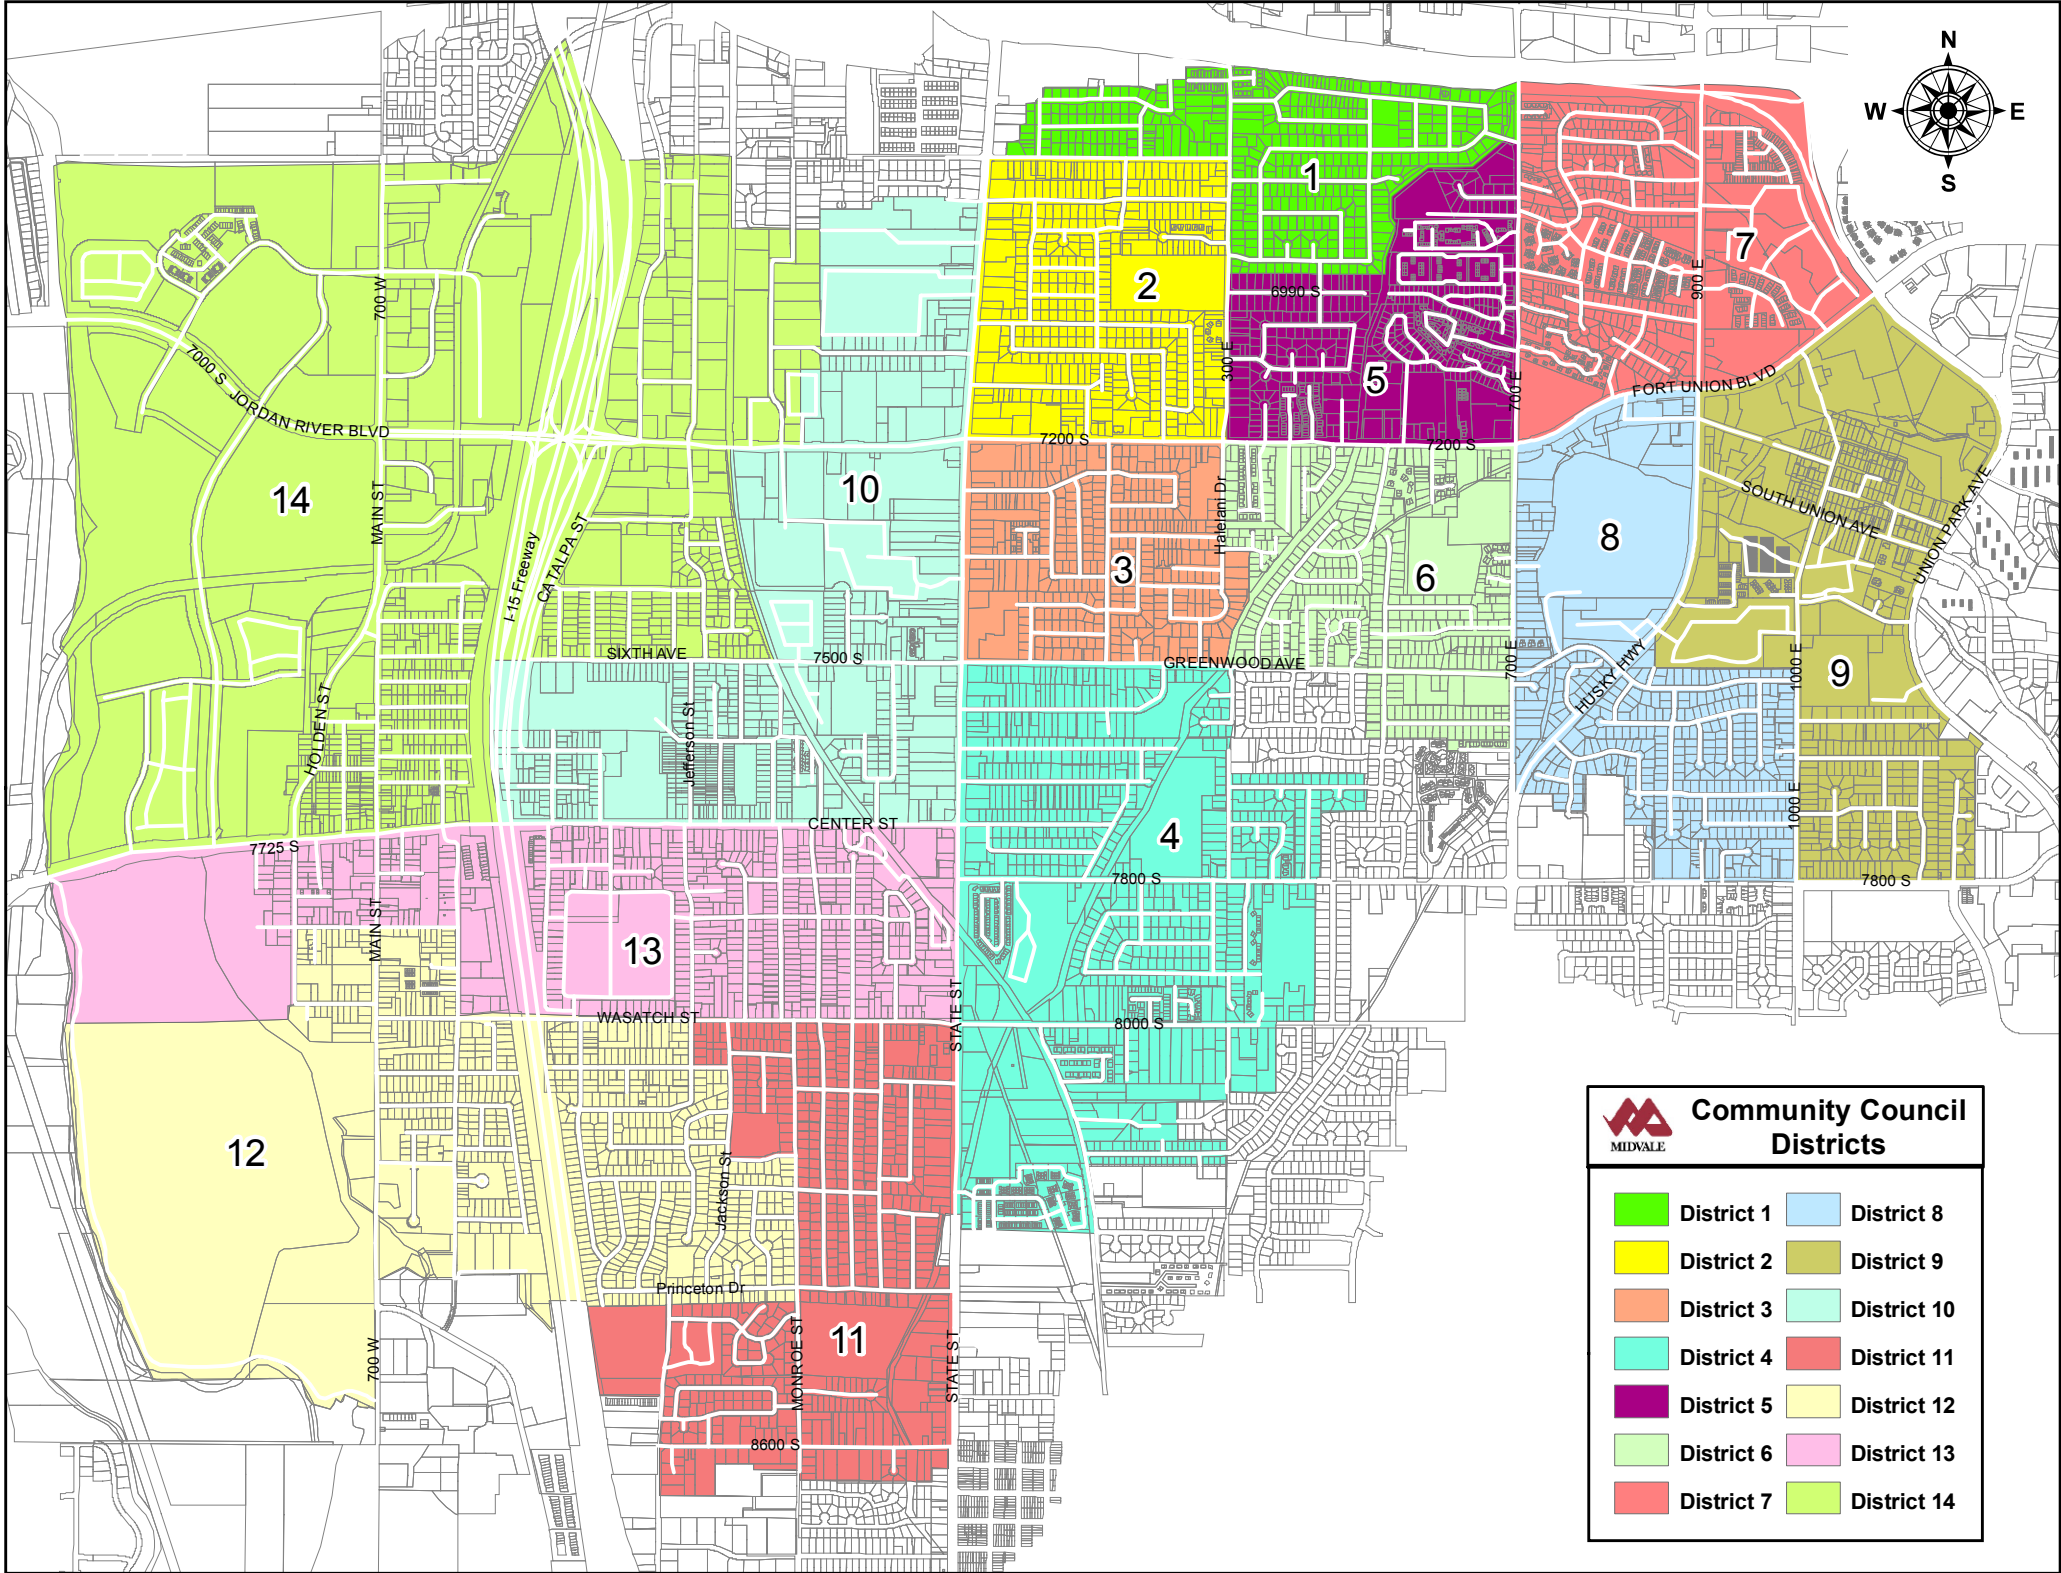 N
W
E
S
1
7
2
6990 S
900 E
700 W
7000 S
300 E
5
700 E
FORT UNION BLVD
JORDAN RIVER BLVD
7200 S
7200 S
14
MAIN ST
10
Haelani Dr
SOUTH UNION AVE
UNION PARK AVE
I-15 Freeway
CATALPA ST
3
6
8
SIXTH AVE
7500 S
GREENWOOD AVE
700 E
HUSKY HWY
1000 E
9
HOLDEN ST
Jefferson St
7725 S
CENTER ST
4
1000 E
7800 S
7800 S
MAIN ST
13
WASATCH ST
STATE ST
8000 S
12
Jackson St
Princeton Dr
700 W
MONROE ST
11
STATE ST
8600 S
MIDVALE
Community Council
Districts
District 1
District 8
District 2
District 9
District 3
District 10
District 4
District 11
District 5
District 12
District 6
District 13
District 7
District 14